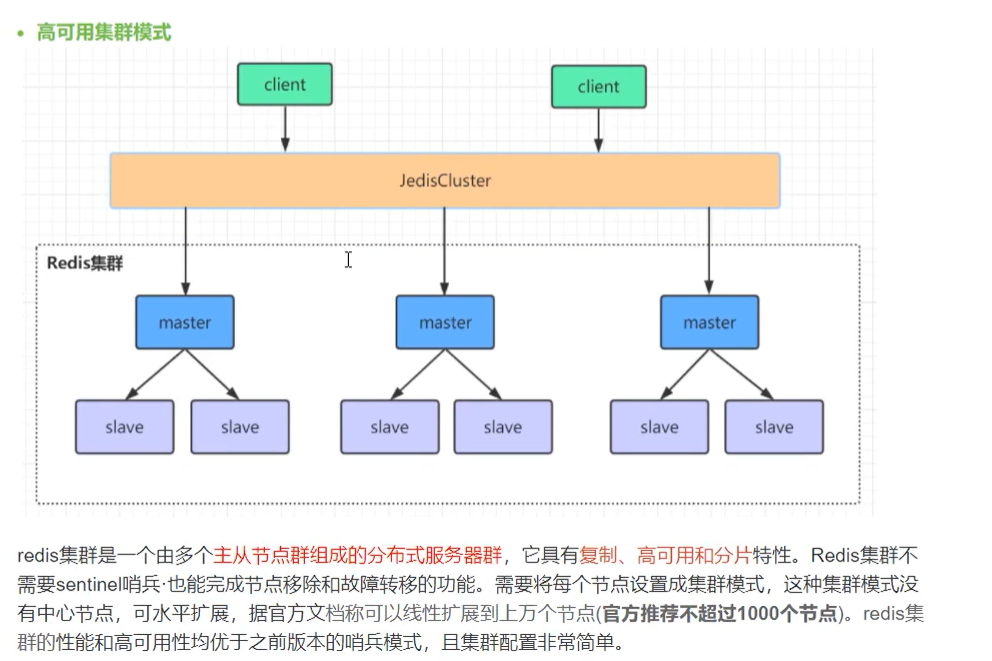 高可用集群模式
client
client
JedisCluster
Redis集群
master
master
master
slave
slave
slave
slave
slave
slave
redis集群是一个由多个主从节点群组成的分布式服务器群，它具有复制、高可用和分片特性。Redis集群不
需要sentinel哨兵·也能完成节点移除和故障转移的功能。需要将每个节点设置成集群模式，这种集群模式没
有中心节点，可水平扩展，据官方文档称可以线性扩展到上万个节点(官方推荐不超过1000个节点)。redis集
群的性能和高可用性均优于之前版本的哨兵模式，且集群配置非常简单。